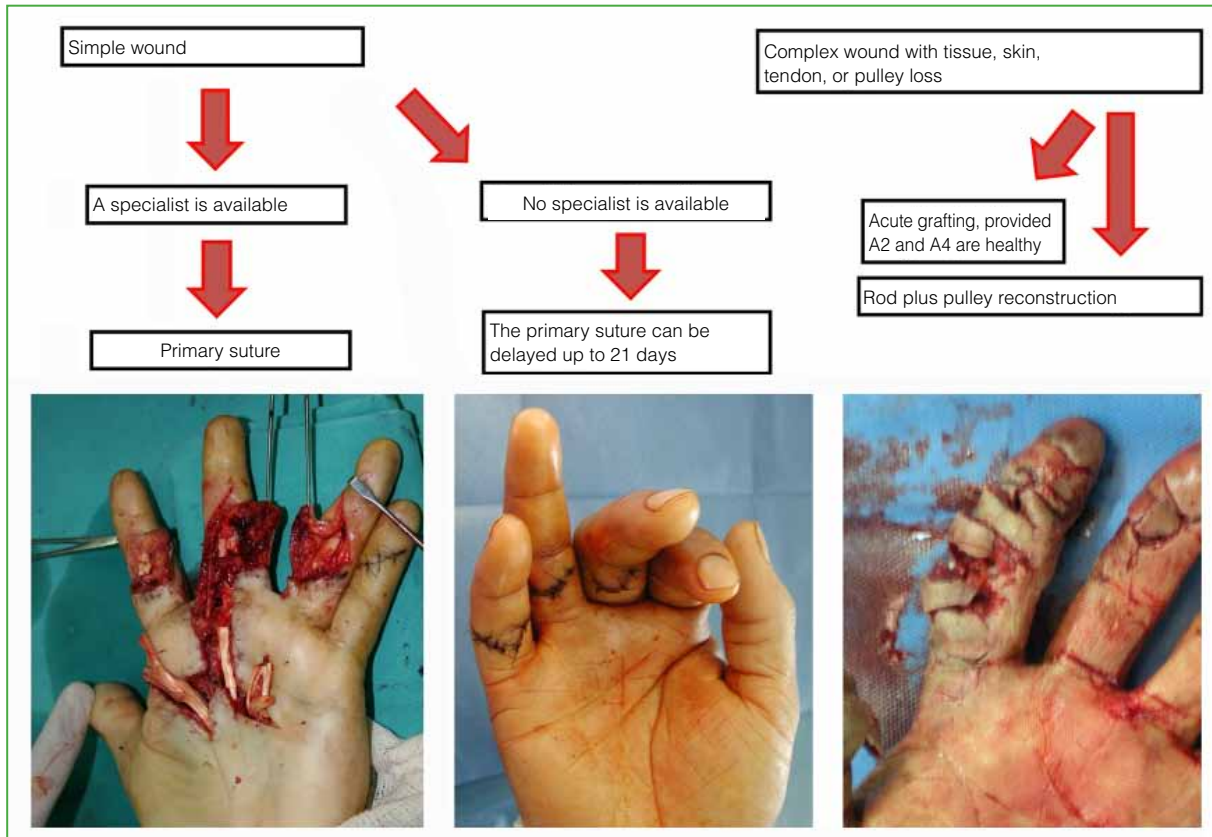 Simple wound
Complex wound with tissue, skin,
tendon, or pulley loss
A specialist is available
No specialist is available
Acute grafting, provided
A2 and A4 are healthy
Rod plus pulley reconstruction
Primary suture
The primary suture can be
delayed up to 21 days